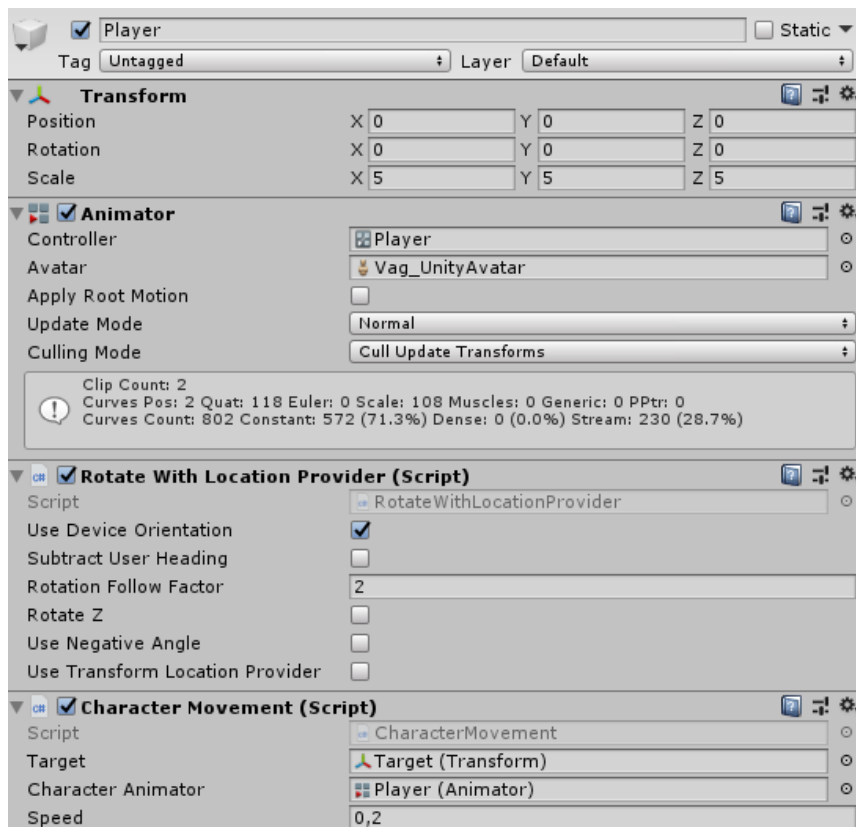 Player Static
Tag Untagged Layer Default
Transform
Position X 0 Y 0 Z 0
Rotation X 0 Y 0 Z 0
Scale X 5 Y 5 Z 5
Animator
Controller Player
Avatar Vag_UnityAvatar
Apply Root Motion
Update Mode Normal
Culling Mode Cull Update Transforms
Clip Count: 2
Curves Pos: 2 Quat: 118 Euler: 0 Scale: 108 Muscles: 0 Generic: 0 PPtr: 0
Curves Count: 802 Constant: 572 (71.3%) Dense: 0 (0.0%) Stream: 230 (28.7%)
Rotate With Location Provider (Script)
Script RotateWithLocationProvider
Use Device Orientation
Subtract User Heading
Rotation Follow Factor 2
Rotate Z
Use Negative Angle
Use Transform Location Provider
Character Movement (Script)
Script CharacterMovement
Target Target (Transform)
Character Animator Player (Animator)
Speed 0,2